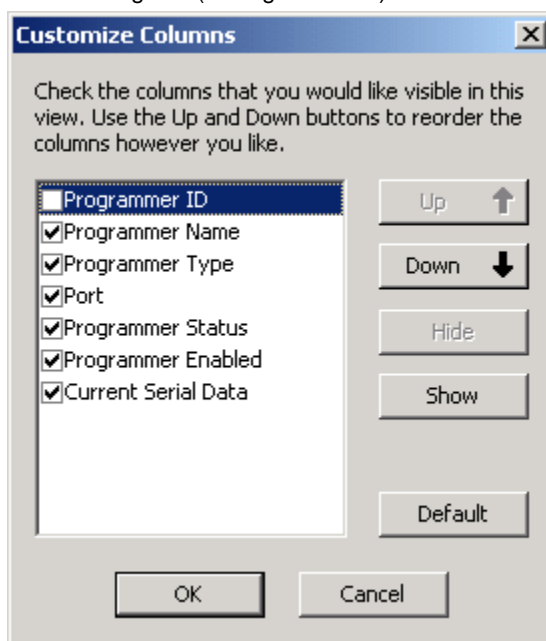 Customize Columns
Check the columns that you would like visible in this
view. Use the Up and Down buttons to reorder the
columns however you like.
Programmer ID
Programmer Name
Programmer Type
Port
Programmer Status
Programmer Enabled
Current Serial Data
Up
Down
Hide
Show
Default
OK
Cancel